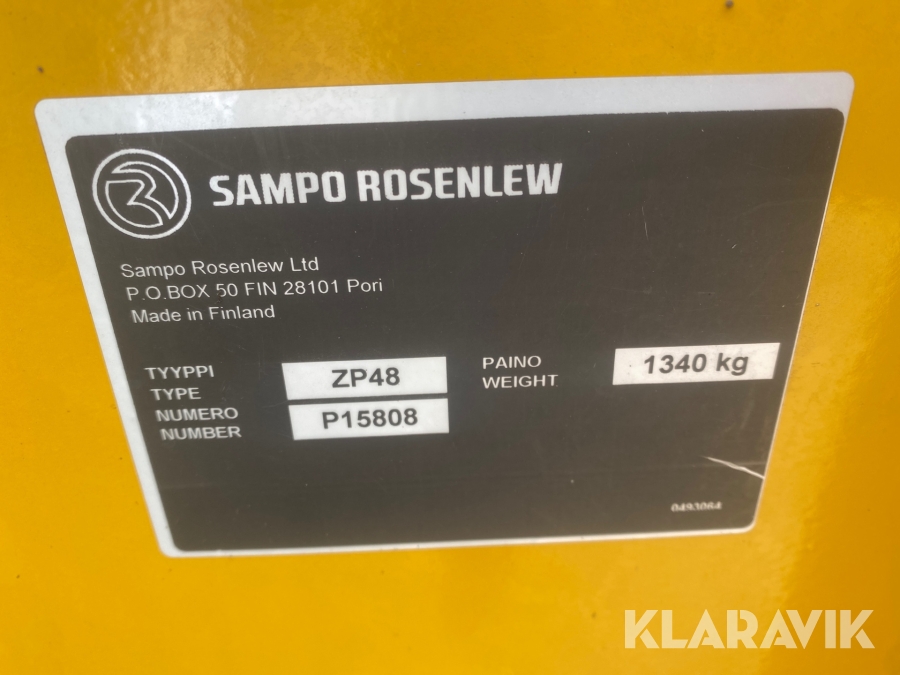 SAMPO ROSENLEW
Sampo Rosenlew Ltd
P.O.BOX 50 FIN 28101 Pori
Made in Finland
TYYPPI
TYPE
ZP48
PAINO
WEIGHT
1340 kg
NUMERO
NUMBER
P15808
0493064
KLARAVIK